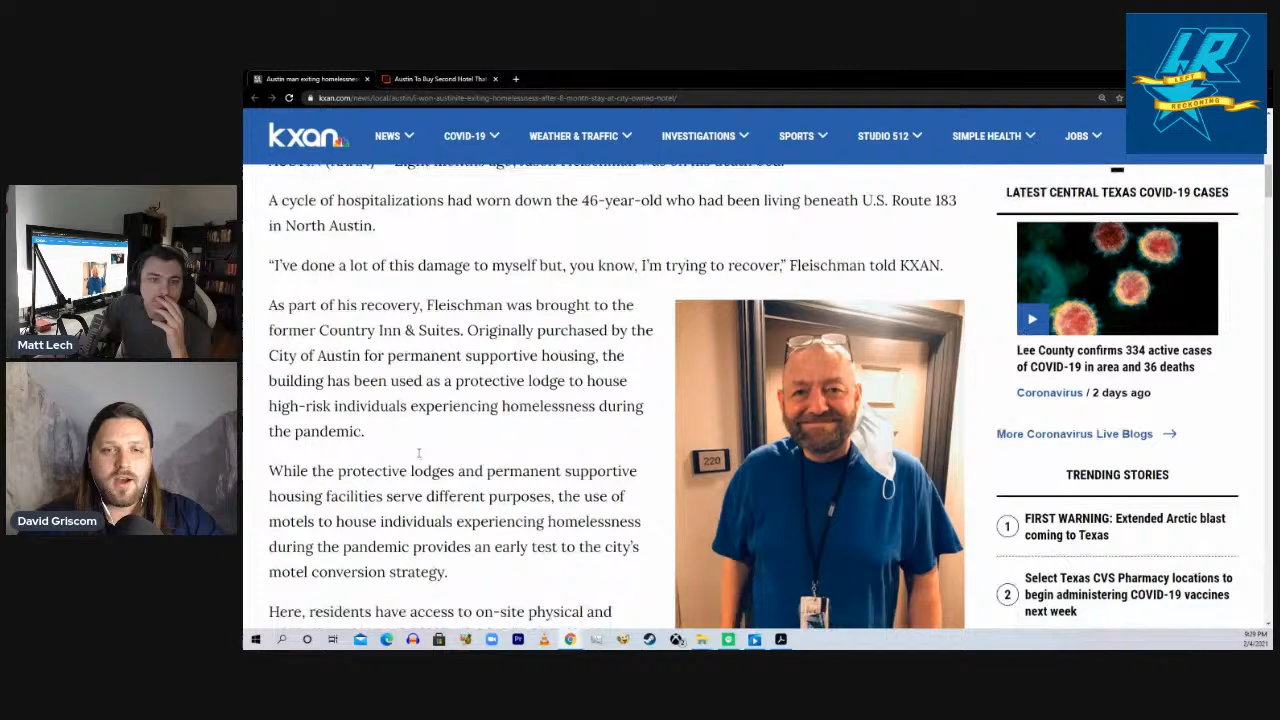 LR
LEFT
RECKONING
Austin man exiting homelessness
Austin To Buy Second Hotel That
kxan.com/news/local/austin/i-won-austinite-exiting-homelessness-after-8-month-stay-at-city-owned-hotel/
kxan
NEWS
COVID-19
WEATHER & TRAFFIC
INVESTIGATIONS
SPORTS
STUDIO 512
SIMPLE HEALTH
JOBS
A cycle of hospitalizations had worn down the 46-year-old who had been living beneath U.S. Route 183
in North Austin.
“I’ve done a lot of this damage to myself but, you know, I’m trying to recover,” Fleischman told KXAN.
As part of his recovery, Fleischman was brought to the
former Country Inn & Suites. Originally purchased by the
City of Austin for permanent supportive housing, the
building has been used as a protective lodge to house
high-risk individuals experiencing homelessness during
the pandemic.
While the protective lodges and permanent supportive
housing facilities serve different purposes, the use of
motels to house individuals experiencing homelessness
during the pandemic provides an early test to the city’s
motel conversion strategy.
Here, residents have access to on-site physical and
220
LATEST CENTRAL TEXAS COVID-19 CASES
Lee County confirms 334 active cases
of COVID-19 in area and 36 deaths
Coronavirus / 2 days ago
More Coronavirus Live Blogs →
TRENDING STORIES
1 FIRST WARNING: Extended Arctic blast
coming to Texas
2 Select Texas CVS Pharmacy locations to
begin administering COVID-19 vaccines
next week
Matt Lech
David Griscom
9:29 PM
2/4/2021